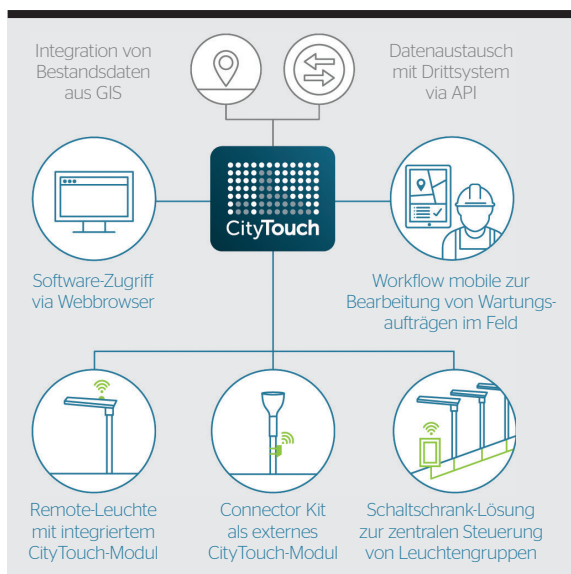 Integration von
Bestandsdaten
aus GIS
Datenaustausch
mit Drittsystem
via API
CityTouch
Software-Zugriff
via Webbrowser
Workflow mobile zur
Bearbeitung von Wartungs-
aufträgen im Feld
Remote-Leuchte
mit integriertem
CityTouch-Modul
Connector Kit
als externes
CityTouch-Modul
Schaltschrank-Lösung
zur zentralen Steuerung
von Leuchtengruppen